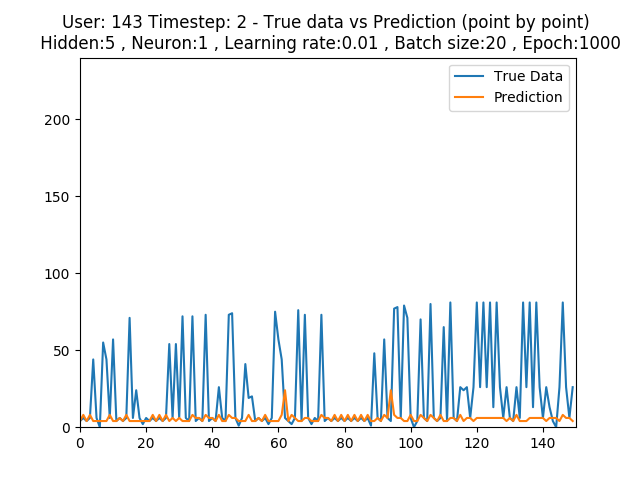 User: 143 Timestep: 2 - True data vs Prediction (point by point)
Hidden:5 , Neuron:1 , Learning rate:0.01 , Batch size:20 , Epoch:1000
True Data
Prediction
200
150
100
50
0
0 20 40 60 80 100 120 140